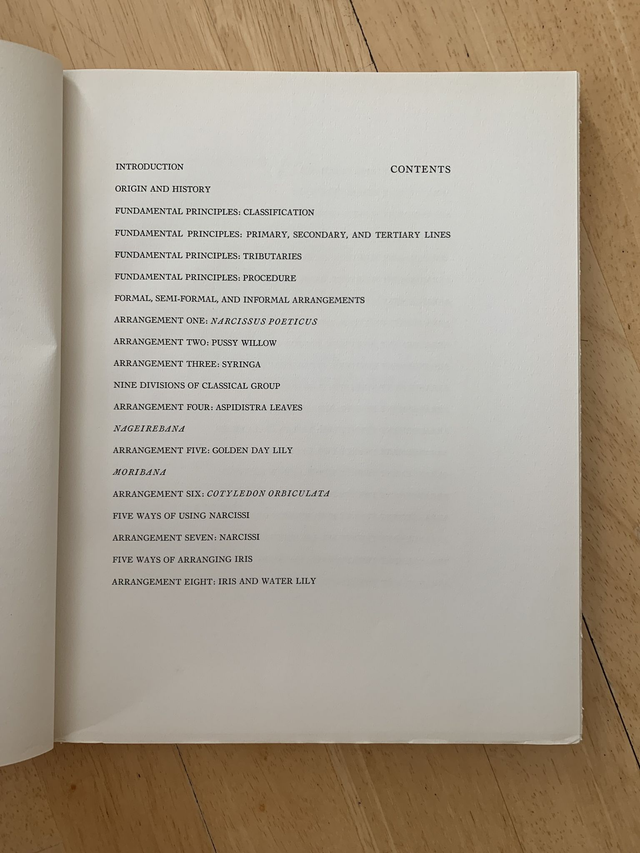 CONTENTS
INTRODUCTION
ORIGIN AND HISTORY
FUNDAMENTAL PRINCIPLES: CLASSIFICATION
FUNDAMENTAL PRINCIPLES: PRIMARY, SECONDARY, AND TERTIARY LINES
FUNDAMENTAL PRINCIPLES: TRIBUTARIES
FUNDAMENTAL PRINCIPLES: PROCEDURE
FORMAL, SEMI-FORMAL, AND INFORMAL ARRANGEMENTS
ARRANGEMENT ONE: NARCISSUS POETICUS
ARRANGEMENT TWO: PUSSY WILLOW
ARRANGEMENT THREE: SYRINGA
NINE DIVISIONS OF CLASSICAL GROUP
ARRANGEMENT FOUR: ASPIDISTRA LEAVES
NAGEIREBANA
ARRANGEMENT FIVE: GOLDEN DAY LILY
MORIBANA
ARRANGEMENT SIX: COTYLEDON ORBICULATA
FIVE WAYS OF USING NARCISSI
ARRANGEMENT SEVEN: NARCISSI
FIVE WAYS OF ARRANGING IRIS
ARRANGEMENT EIGHT: IRIS AND WATER LILY